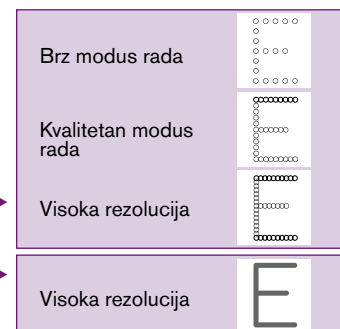 Brz modus rada
E
Kvalitetan modus
rada
E
Visoka rezolucija
E
Visoka rezolucija
E